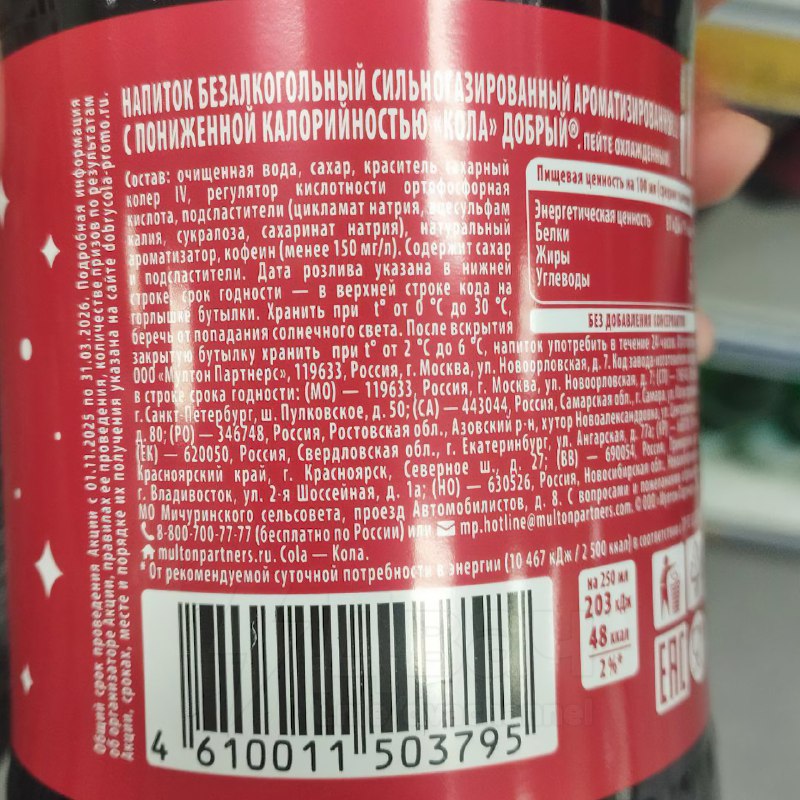 НАПИТОК БЕЗАЛКОГОЛЬНЫЙ СИЛЬНОГАЗИРОВАННЫЙ АРОМАТИЗИРОВАННЫЙ
С ПОНИЖЕННОЙ КАЛОРИЙНОСТЬЮ «КОЛА» ДОБРЫЙ®. ПЕЙТЕ ОХЛАЖДЕННЫМ!
Состав: очищенная вода, сахар, краситель сахарный
колер IV, регулятор кислотности ортофосфорная
кислота, подсластители (цикламат натрия, ацесульфам
калия, сукралоза, сахаринат натрия), натуральный
ароматизатор, кофеин (менее 150 мг/л). Содержит сахар
и подсластители. Дата розлива указана в нижней
строке, срок годности — в верхней строке кода на
горлышке бутылки. Хранить при t° от 0 °С до 30 °С,
беречь от попадания солнечного света. После вскрытия
закрытую бутылку хранить при t° от 2 °С до 6 °С, напиток употребить в течение 24 часов.
ООО «Мултон Партнерс», 119633, Россия, г. Москва, ул. Новоорловская, д. 7. Код завода-изготовителя
в строке срока годности: (МО) — 119633, Россия, г. Москва, ул. Новоорловская, д. 7; (СП) —
г. Санкт-Петербург, ш. Пулковское, д. 50; (СА) — 443044, Россия, Самарская обл., г. Самара, ул.
д. 80; (РО) — 346748, Россия, Ростовская обл., Азовский р-н, хутор Новоалександровка, ул.
(ЕК) — 620050, Россия, Свердловская обл., г. Екатеринбург, ул. Ангарская, д. 77а;
Красноярский край, г. Красноярск, Северное ш., д. 27; (ВВ) — 690054, Россия,
г. Владивосток, ул. 2-я Шоссейная, д. 1а; (НО) — 630526, Россия, Новосибирская обл.,
МО Мичуринского сельсовета, проезд Автомобилистов, д. 8. С вопросами и пожеланиями
8-800-700-77-77 (бесплатно по России) или mp.hotline@multonpartners.com.
multonpartners.ru. Cola — Кола.
*От рекомендуемой суточной потребности в энергии (10 467 кДж / 2 500 ккал) в соответствии с
Пищевая ценность на 100 мл
Энергетическая ценность
Белки
Жиры
Углеводы
БЕЗ ДОБАВЛЕНИЯ КОНСЕРВАНТОВ
на 250 мл
203 кДж
48 ккал
2 %*
EAC
4 610011 503795
Общий срок проведения Акции с 01.11.2025 по 31.03.2026. Подробная информация
об организаторе Акции, правилах ее проведения, количестве призов по результатам
Акции, сроках, месте и порядке их получения указана на сайте dobrycola-promo.ru.